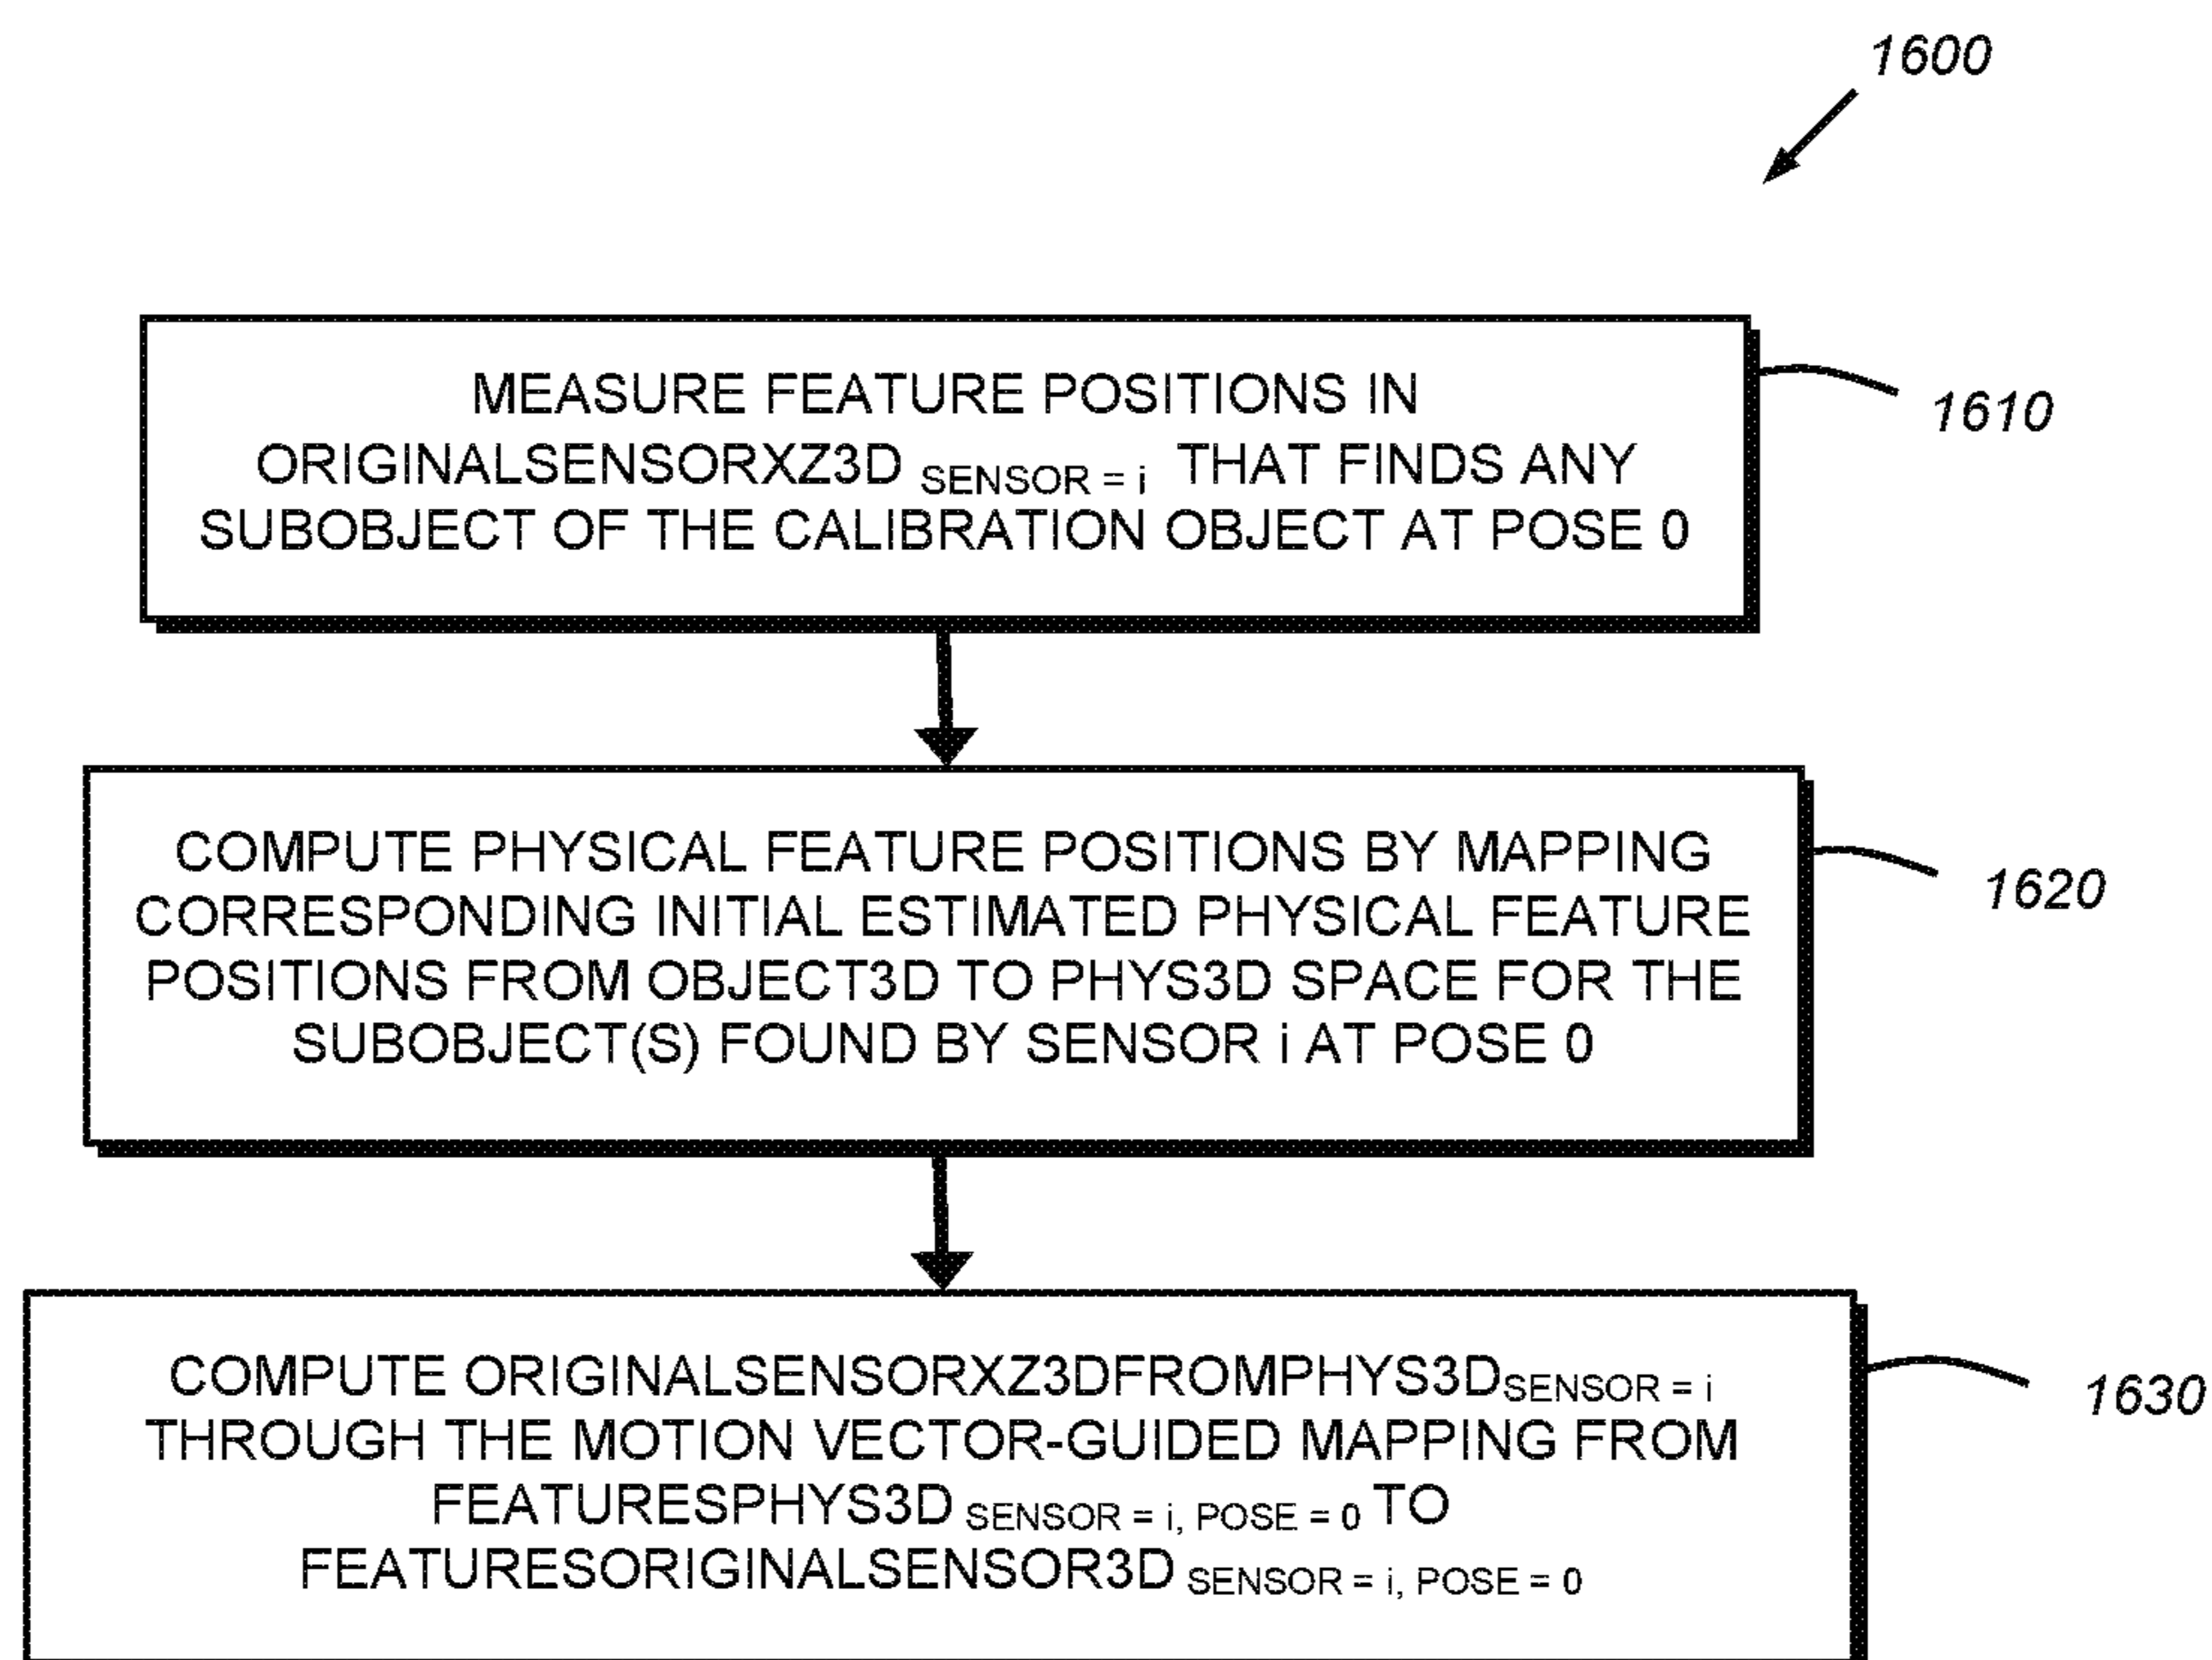 1600
MEASURE FEATURE POSITIONS IN
ORIGINALSENSORXZ3D SENSOR = i THAT FINDS ANY
SUBOBJECT OF THE CALIBRATION OBJECT AT POSE 0
1610
COMPUTE PHYSICAL FEATURE POSITIONS BY MAPPING
CORRESPONDING INITIAL ESTIMATED PHYSICAL FEATURE
POSITIONS FROM OBJECT3D TO PHYS3D SPACE FOR THE
SUBOBJECT(S) FOUND BY SENSOR i AT POSE 0
1620
COMPUTE ORIGINALSENSORXZ3DFROMPHYS3D SENSOR = i
THROUGH THE MOTION VECTOR-GUIDED MAPPING FROM
FEATURESPHYS3D SENSOR = i, POSE = 0 TO
FEATURESORIGINALSENSOR3D SENSOR = i, POSE = 0
1630